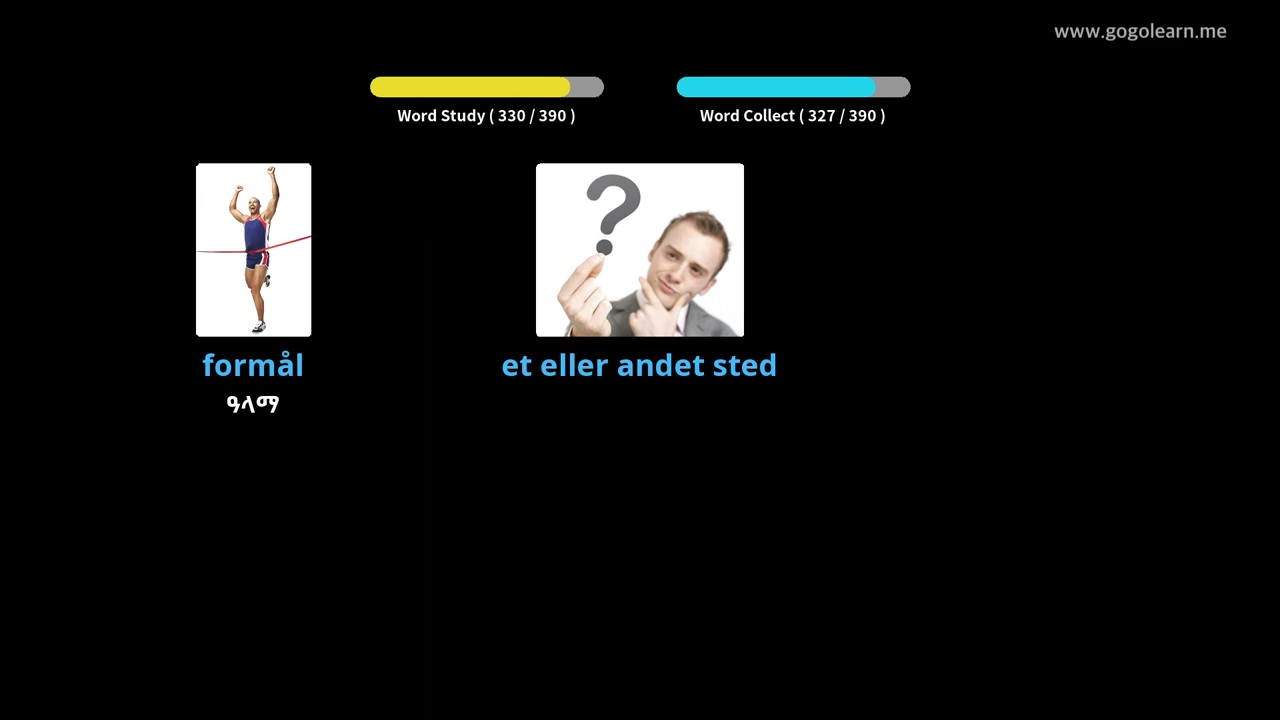 www.gogolearn.me
Word Study ( 330 / 390 )
Word Collect ( 327 / 390 )
formål
et eller andet sted
ዓላማ